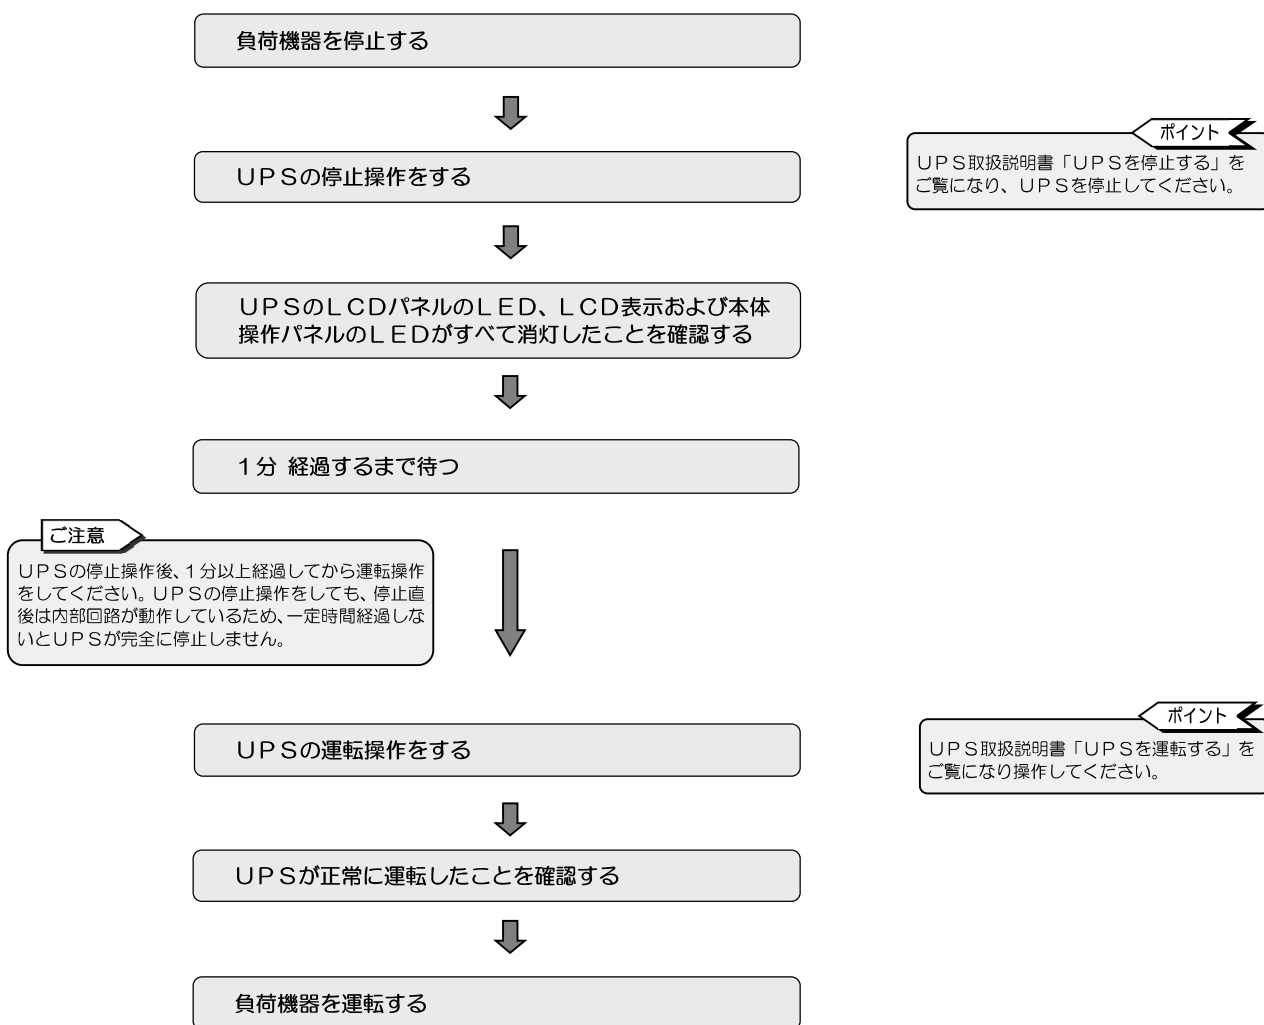 負荷機器を停止する
ポイント
UPS取扱説明書「UPSを停止する」を
ご覧になり、UPSを停止してください。
UPSの停止操作をする
UPSのLCDパネルのLED、LCD表示および本体
操作パネルのLEDがすべて消灯したことを確認する
1分 経過するまで待つ
ご注意
UPSの停止操作後、1分以上経過してから運転操作
をしてください。UPSの停止操作をしても、停止直
後は内部回路が動作しているため、一定時間経過しな
いとUPSが完全に停止しません。
ポイント
UPS取扱説明書「UPSを運転する」を
ご覧になり操作してください。
UPSの運転操作をする
UPSが正常に運転したことを確認する
負荷機器を運転する